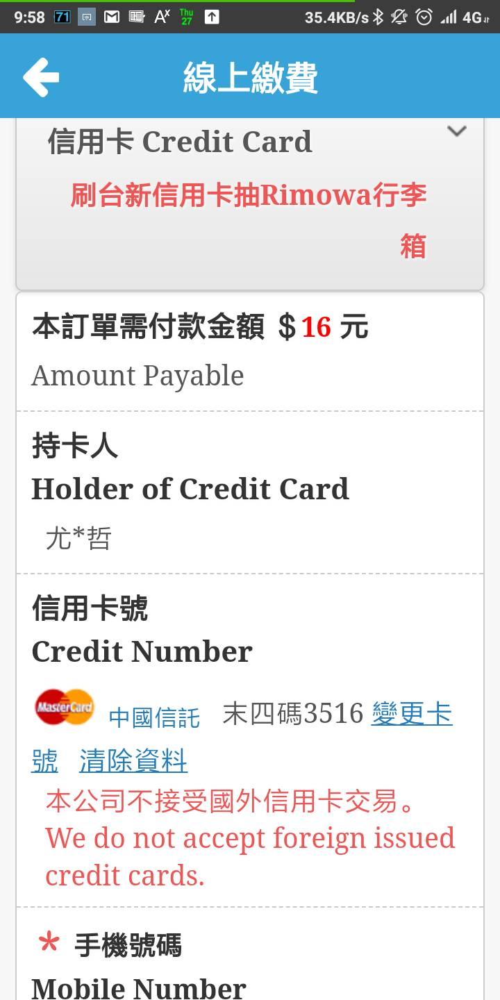 9:58 71 Thu 27 35.4KB/s 4G
線上繳費
信用卡 Credit Card
刷台新信用卡抽Rimowa行李
箱
本訂單需付款金額 $16 元
Amount Payable
持卡人
Holder of Credit Card
尤*哲
信用卡號
Credit Number
MasterCard 中國信託 末四碼3516 變更卡
號 清除資料
本公司不接受國外信用卡交易。
We do not accept foreign issued
credit cards.
* 手機號碼
Mobile Number